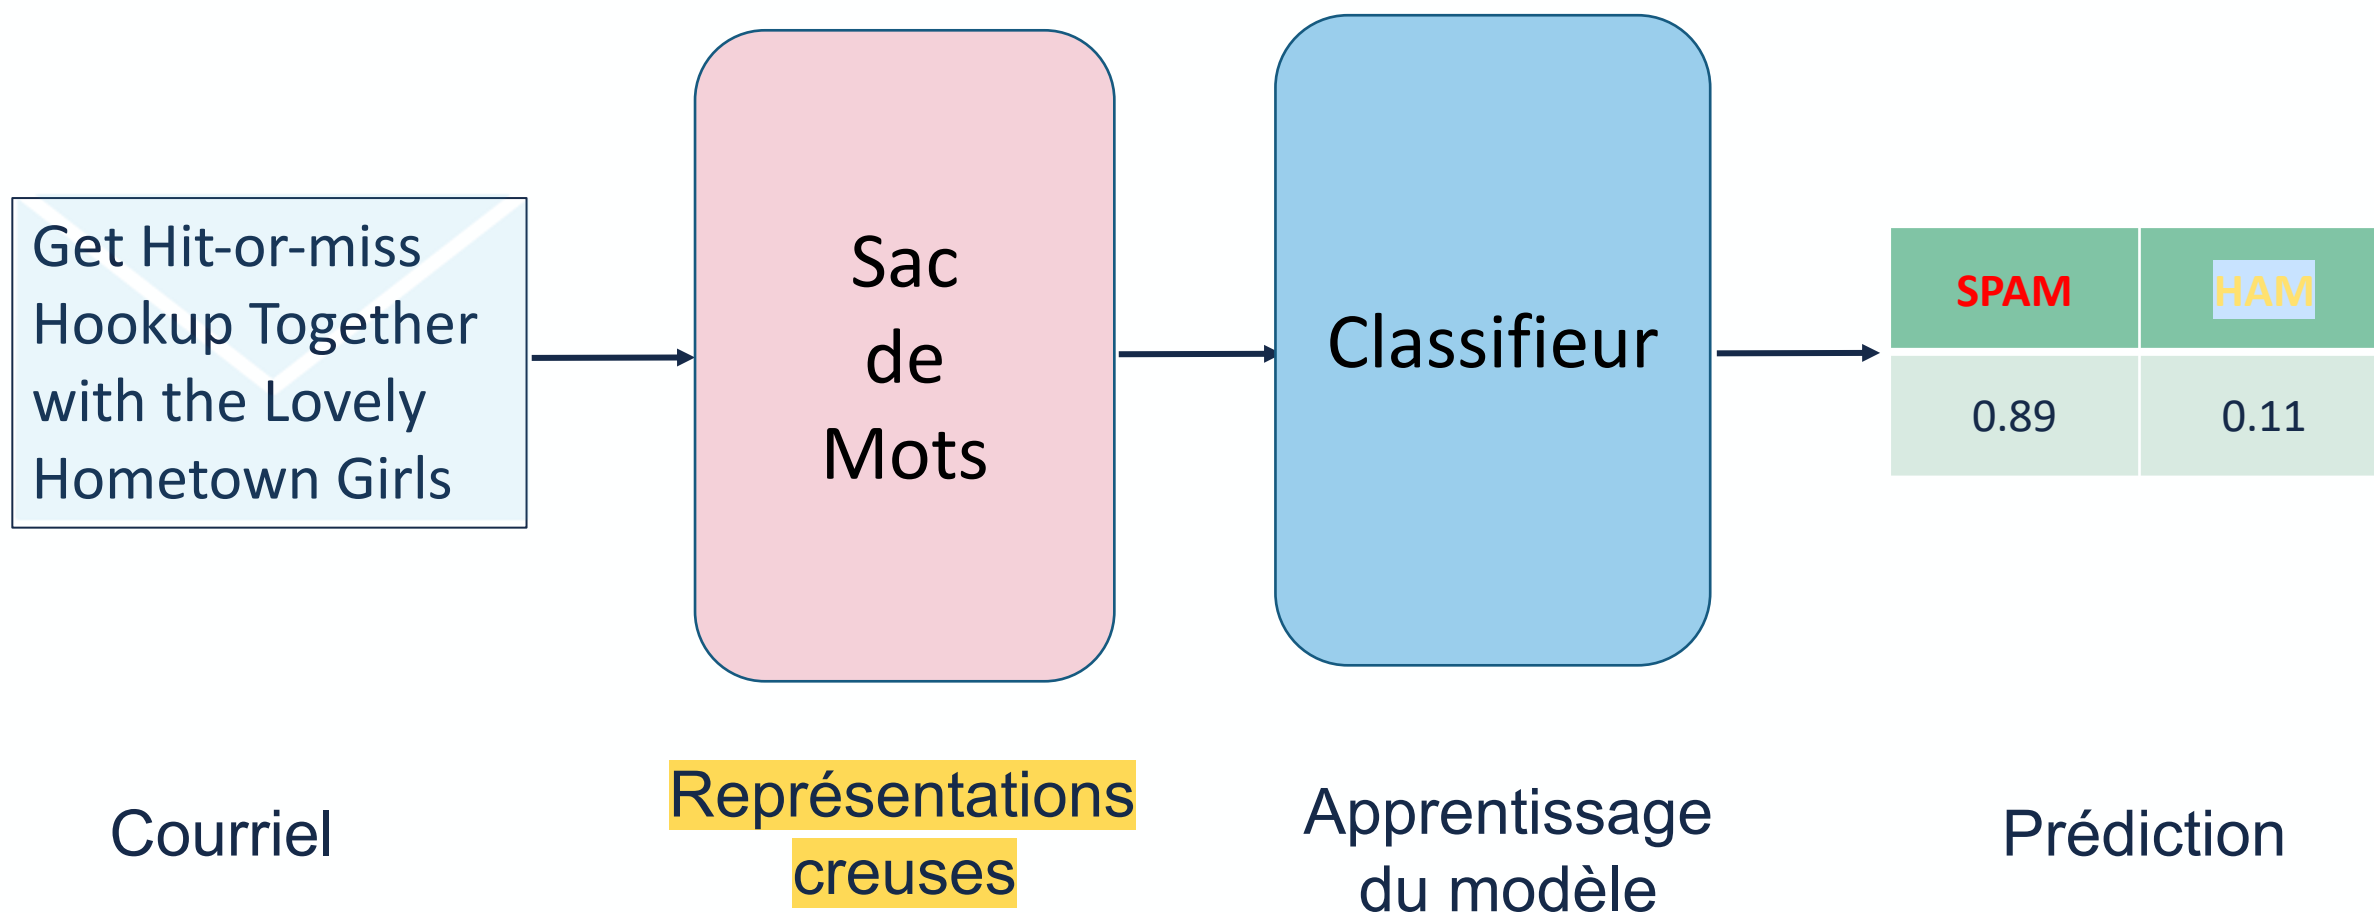 Get Hit-or-miss
Hookup Together
with the Lovely
Hometown Girls
Sac
de
Mots
Classifieur
SPAM HAM
0.89 0.11
Courriel
Représentations
creuses
Apprentissage
du modèle
Prédiction